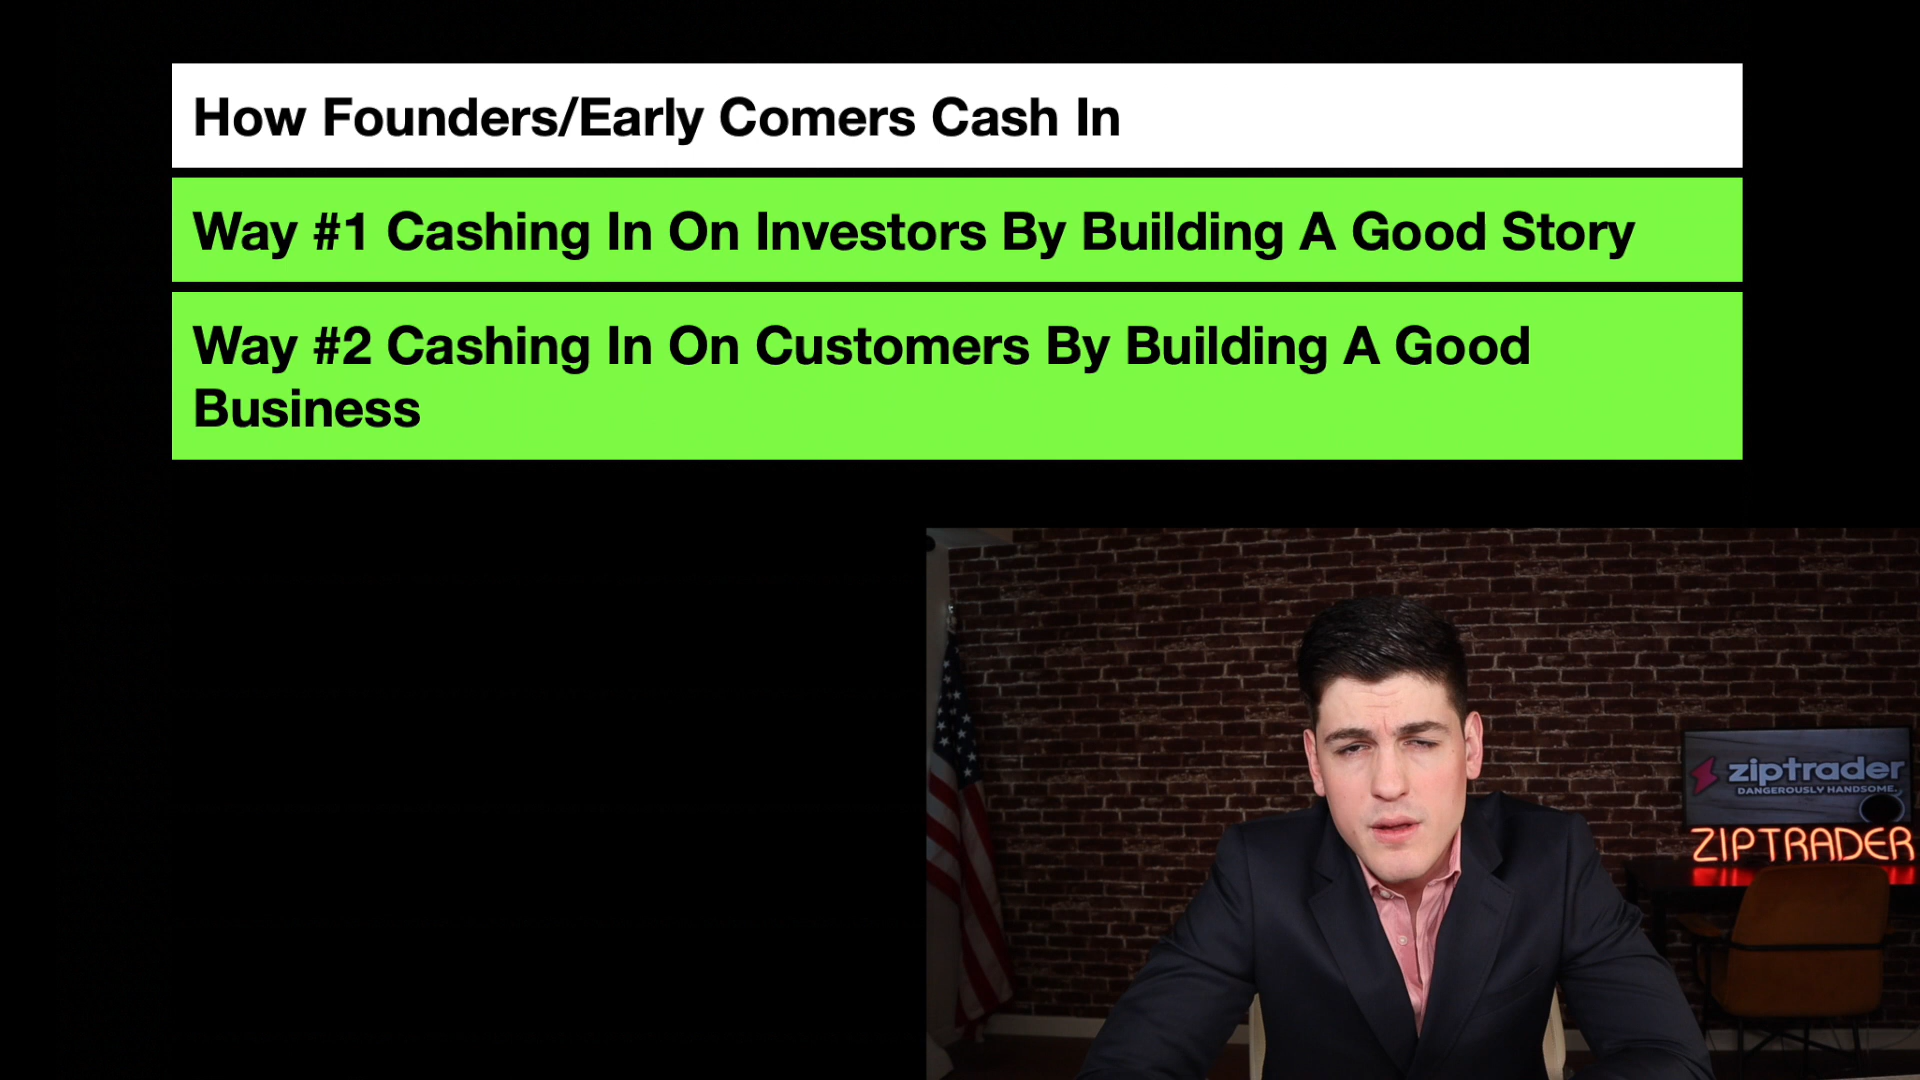 How Founders/Early Comers Cash In
Way #1 Cashing In On Investors By Building A Good Story
Way #2 Cashing In On Customers By Building A Good
Business
ziptrader
DANGEROUSLY HANDSOME.
ZIPTRADER